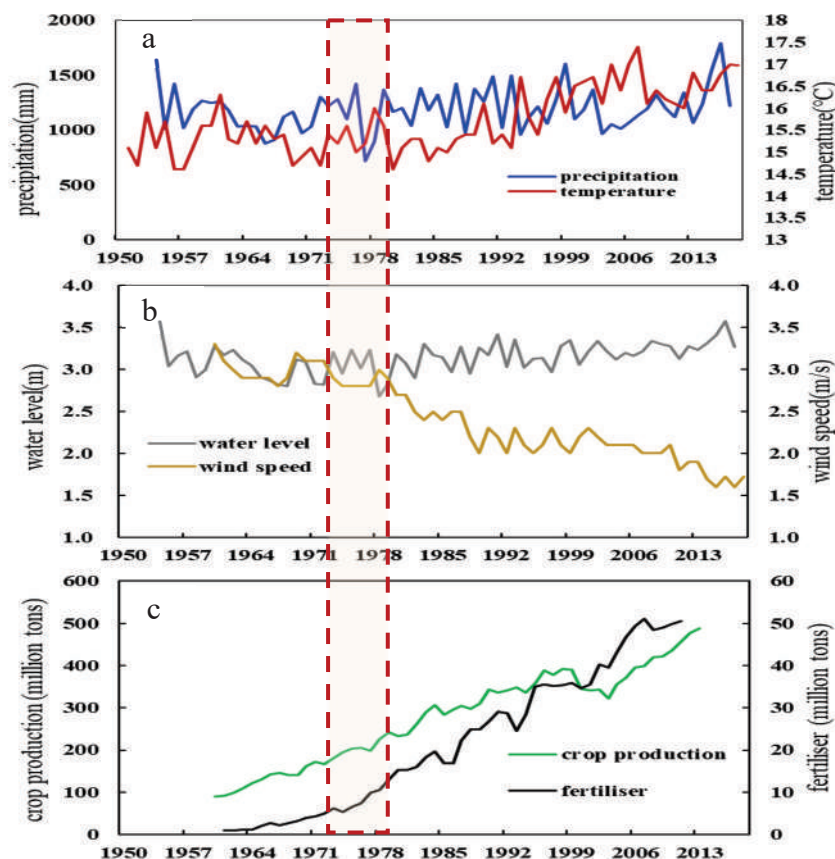 a
2000
1500
1000
500
0
precipitation(mm)
18
17.5
17
16.5
16
15.5
15
14.5
14
13.5
13
temperature(℃)
precipitation
temperature
1950 1957 1964 1971 1978 1985 1992 1999 2006 2013
b
4.0
3.5
3.0
2.5
2.0
1.5
1.0
water level(m)
4.0
3.5
3.0
2.5
2.0
1.5
1.0
wind speed(m/s)
water level
wind speed
1950 1957 1964 1971 1978 1985 1992 1999 2006 2013
c
600
500
400
300
200
100
0
crop production (million tons)
60
50
40
30
20
10
0
fertiliser (million tons)
crop production
fertiliser
1950 1957 1964 1971 1978 1985 1992 1999 2006 2013